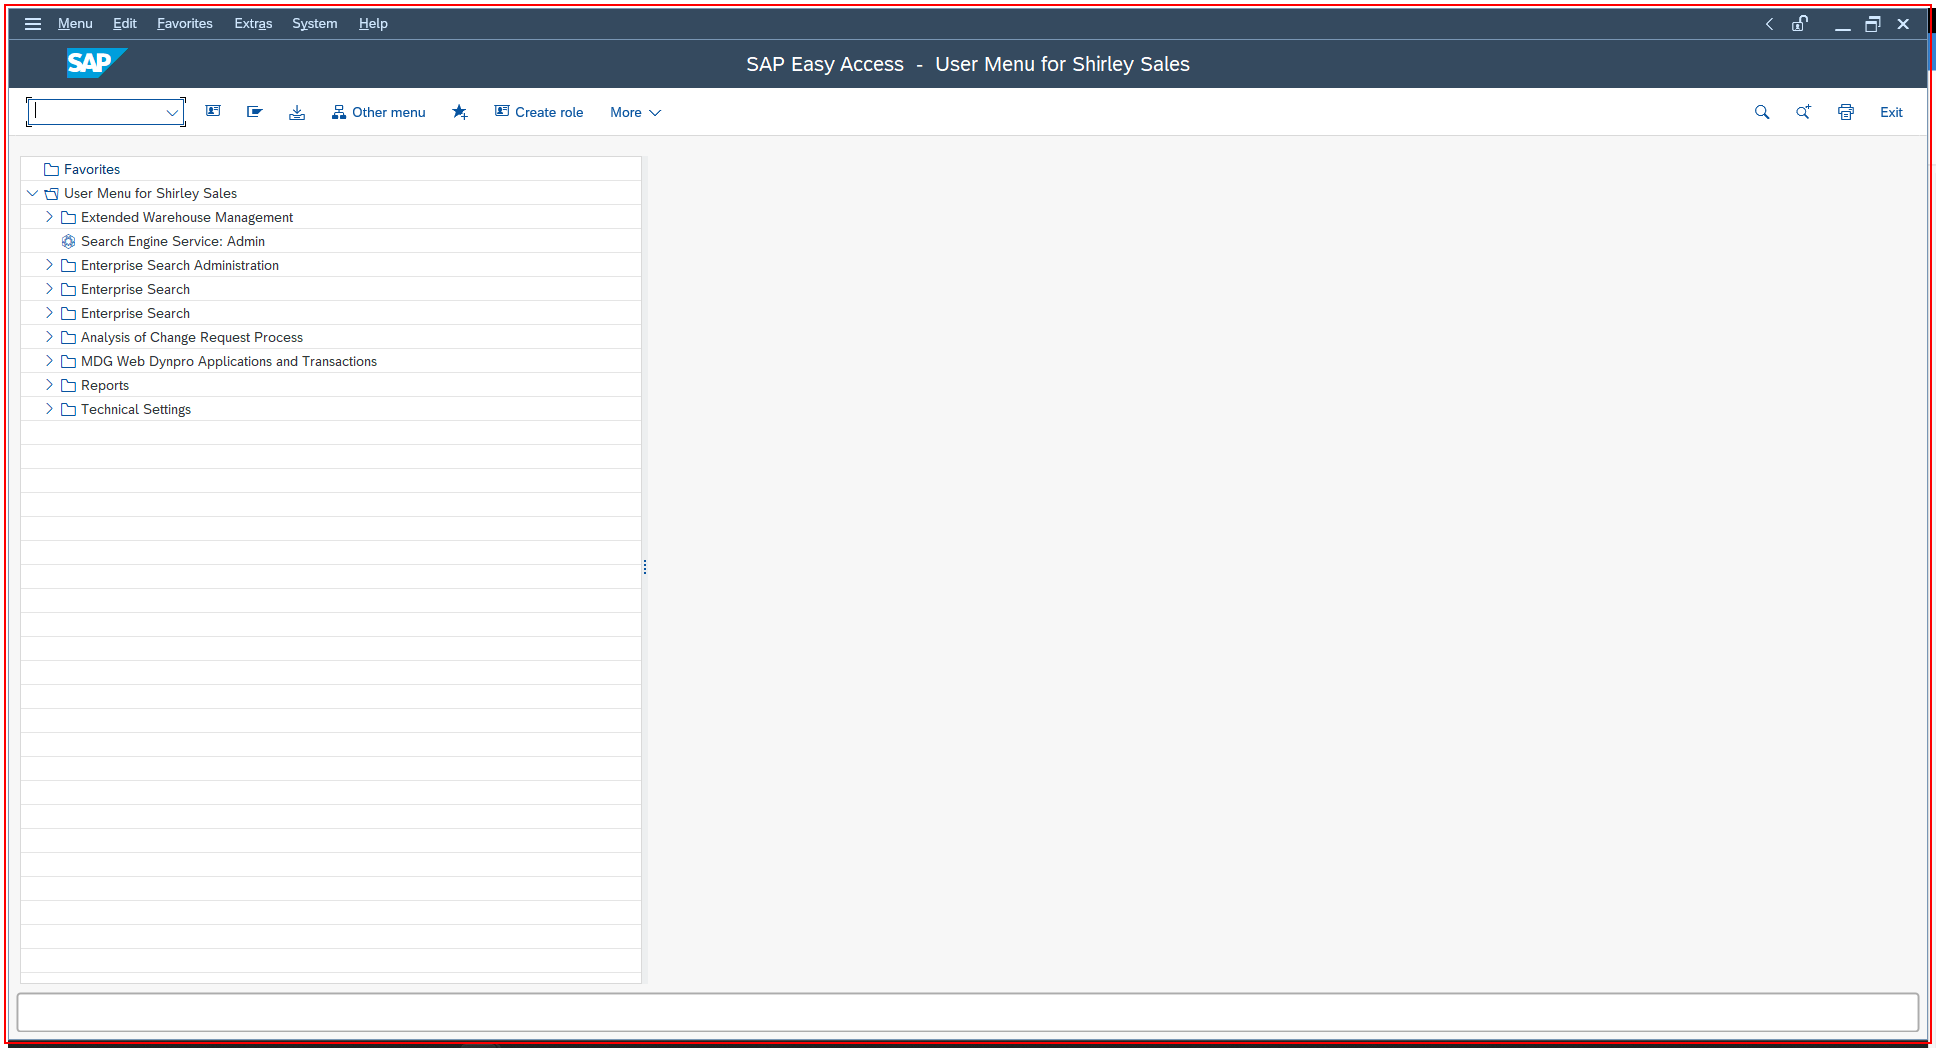 Menu Edit Favorites Extras System Help
SAP
SAP Easy Access - User Menu for Shirley Sales
Other menu Create role More Exit
Favorites
User Menu for Shirley Sales
Extended Warehouse Management
Search Engine Service: Admin
Enterprise Search Administration
Enterprise Search
Enterprise Search
Analysis of Change Request Process
MDG Web Dynpro Applications and Transactions
Reports
Technical Settings